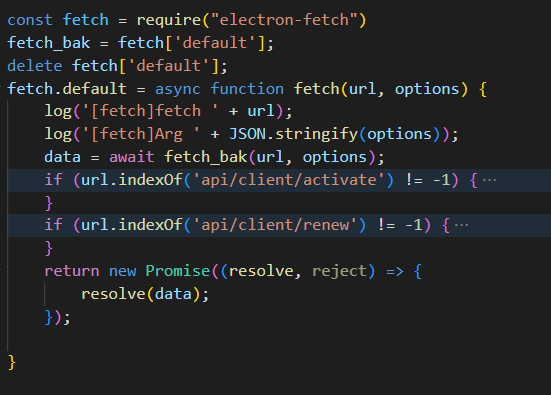 const fetch = require("electron-fetch")
fetch_bak = fetch['default'];
delete fetch['default'];
fetch.default = async function fetch(url, options) {
    log('[fetch]fetch ' + url);
    log('[fetch]Arg ' + JSON.stringify(options));
    data = await fetch_bak(url, options);
    if (url.indexOf('api/client/activate') != -1) {···
    }
    if (url.indexOf('api/client/renew') != -1) {···
    }
    return new Promise((resolve, reject) => {
        resolve(data);
    });
}